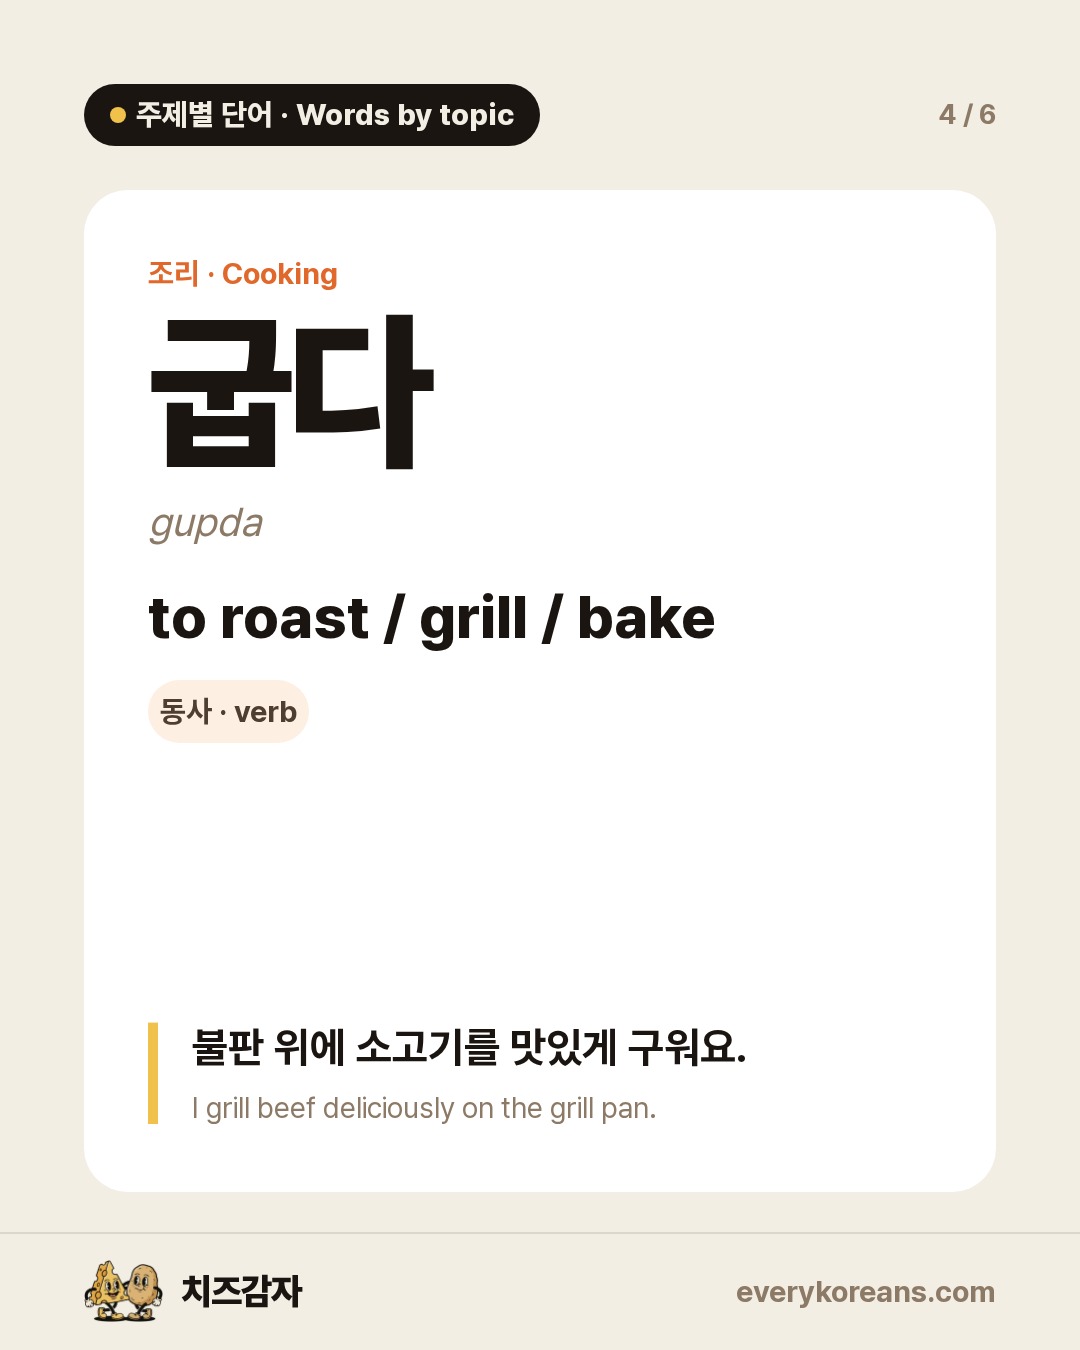 주제별 단어 · Words by topic
4 / 6
조리 · Cooking
굽다
gupda
to roast / grill / bake
동사 · verb
불판 위에 소고기를 맛있게 구워요.
I grill beef deliciously on the grill pan.
치즈감자
everykoreans.com